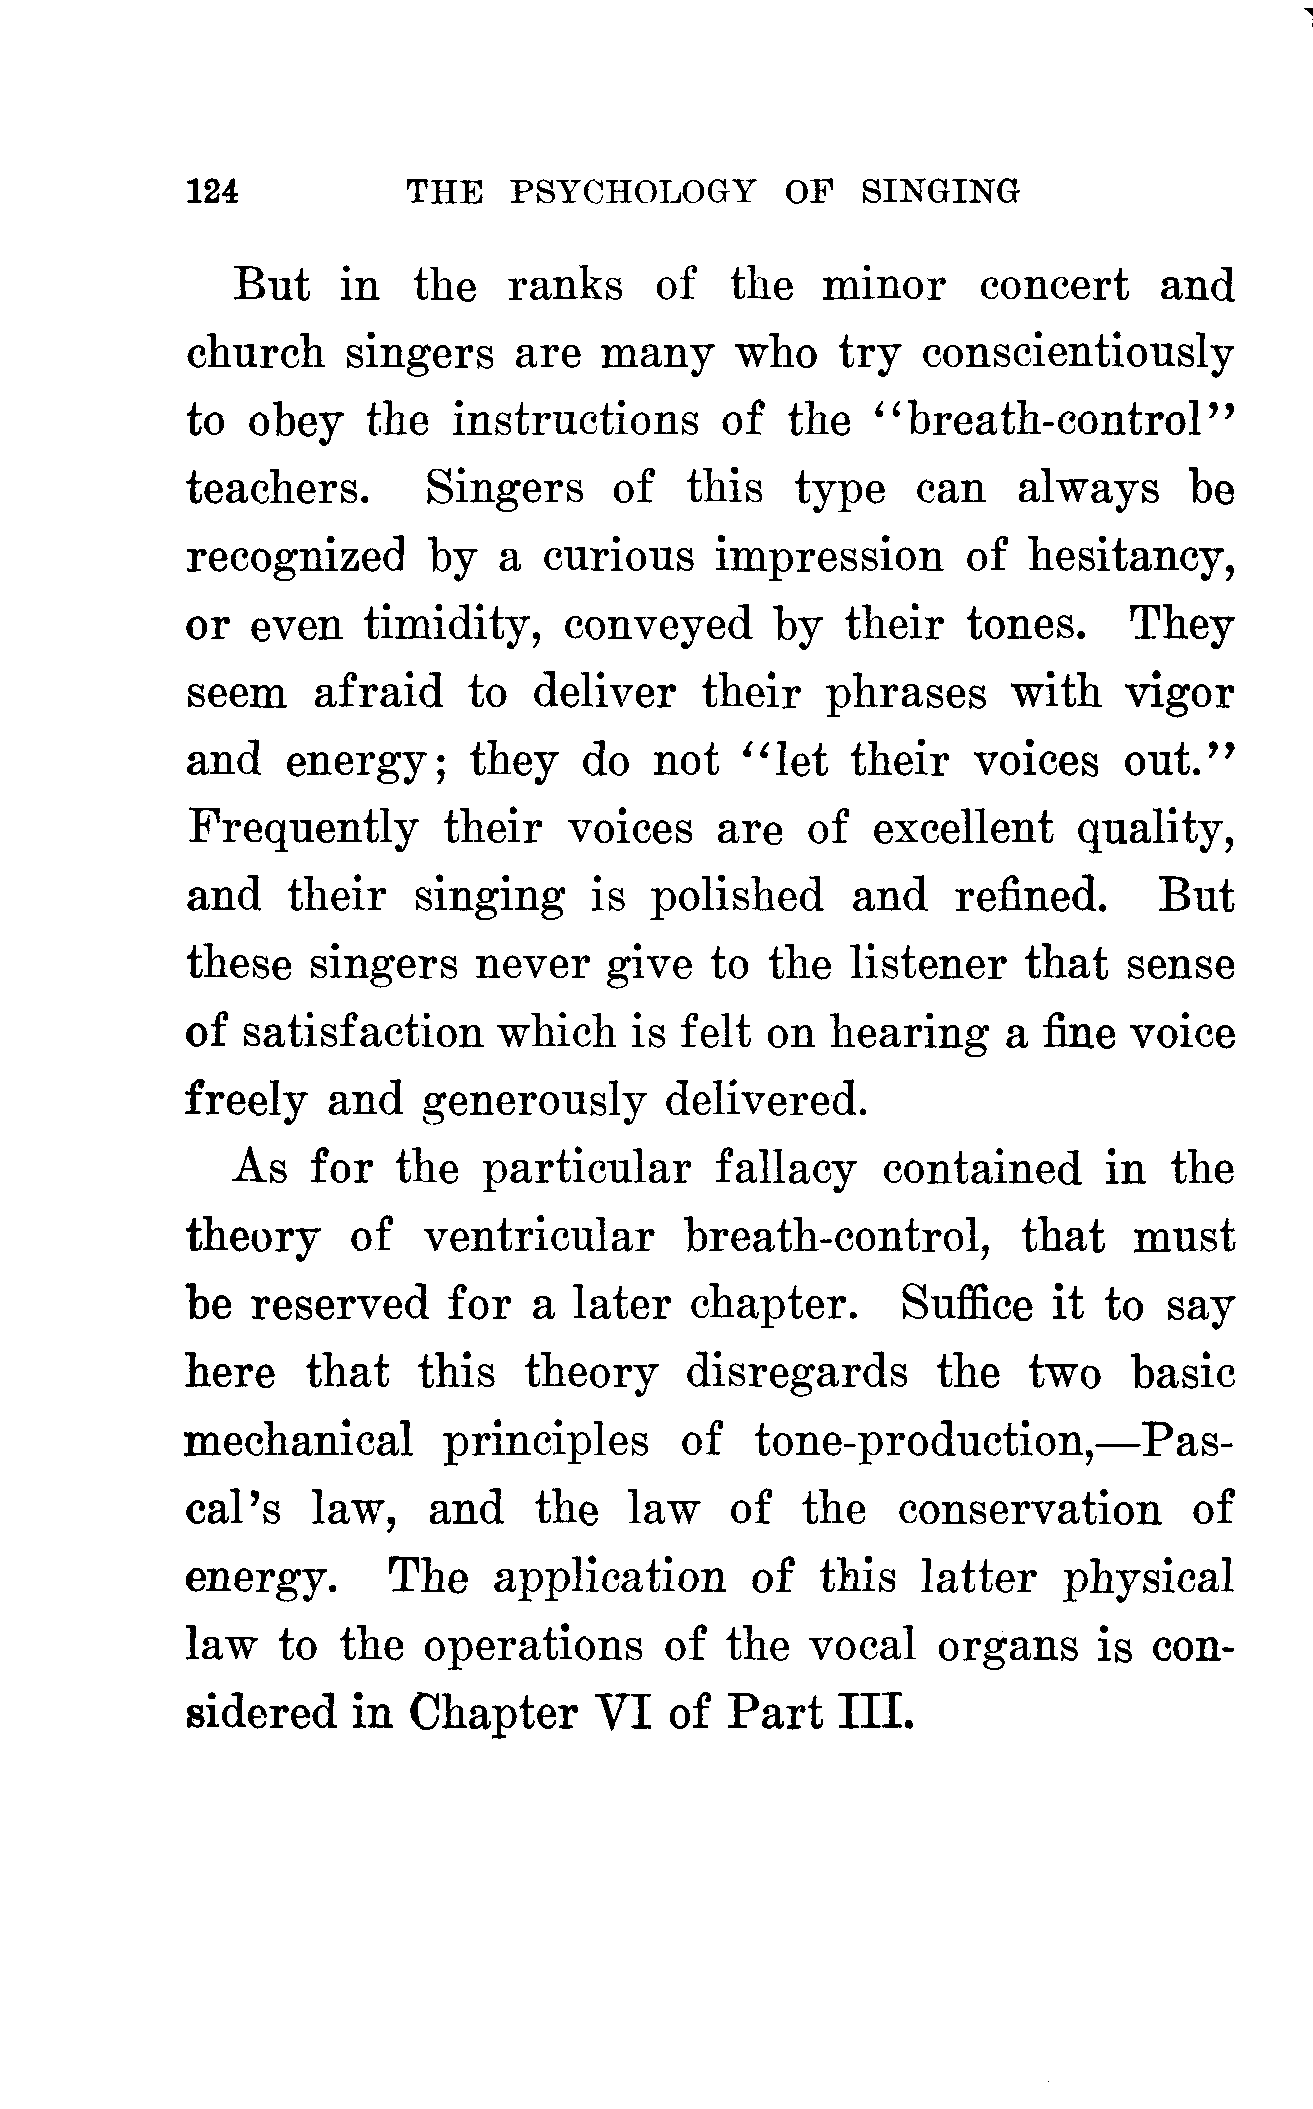 124 THE PSYCHOLOGY OF SINGING
But in the ranks of the minor concert and
church singers are many who try conscientiously
to obey the instructions of the “breath-control”
teachers. Singers of this type can always be
recognized by a curious impression of hesitancy,
or even timidity, conveyed by their tones. They
seem afraid to deliver their phrases with vigor
and energy; they do not “let their voices out.”
Frequently their voices are of excellent quality,
and their singing is polished and refined. But
these singers never give to the listener that sense
of satisfaction which is felt on hearing a fine voice
freely and generously delivered.
As for the particular fallacy contained in the
theory of ventricular breath-control, that must
be reserved for a later chapter. Suffice it to say
here that this theory disregards the two basic
mechanical principles of tone-production,—Pas-
cal’s law, and the law of the conservation of
energy. The application of this latter physical
law to the operations of the vocal organs is con-
sidered in Chapter VI of Part III.